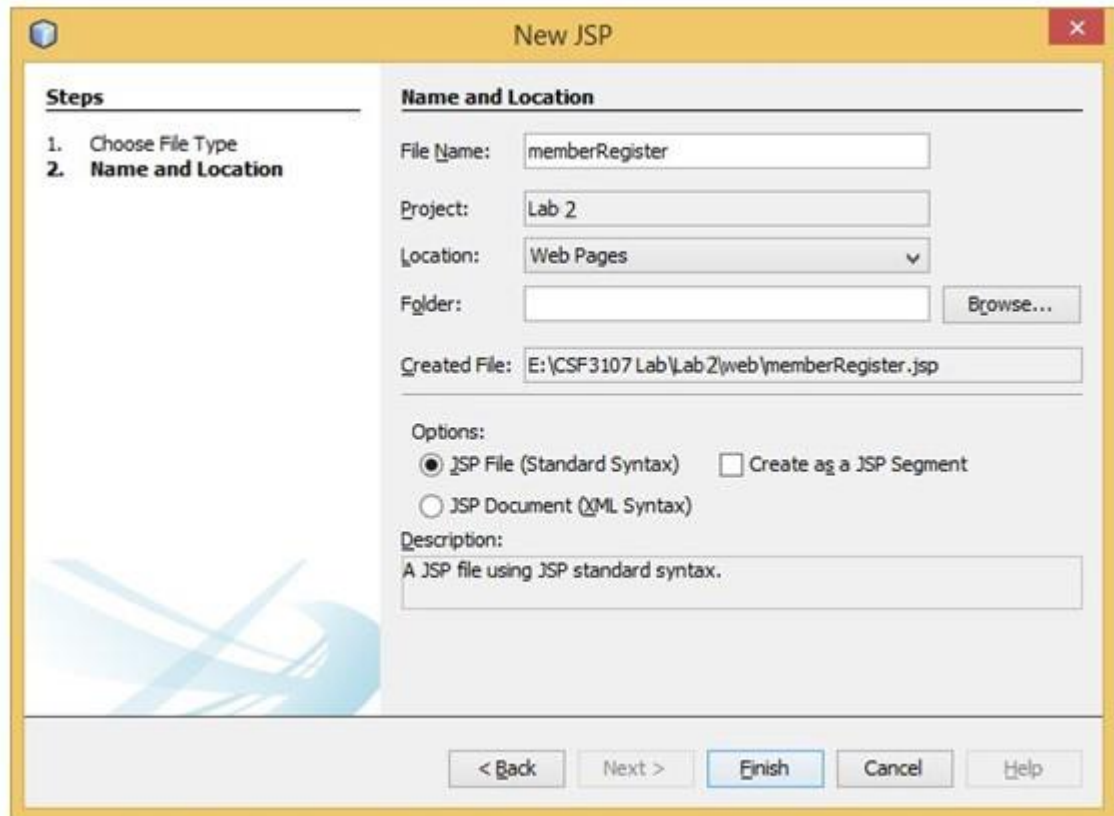 New JSP
Steps
1. Choose File Type
2. Name and Location
Name and Location
File Name: memberRegister
Project: Lab 2
Location: Web Pages
Folder: Browse...
Created File: E:\CSF3107 Lab\Lab2\web\memberRegister.jsp
Options:
JSP File (Standard Syntax) Create as a JSP Segment
JSP Document (XML Syntax)
Description:
A JSP file using JSP standard syntax.
< Back Next > Finish Cancel Help